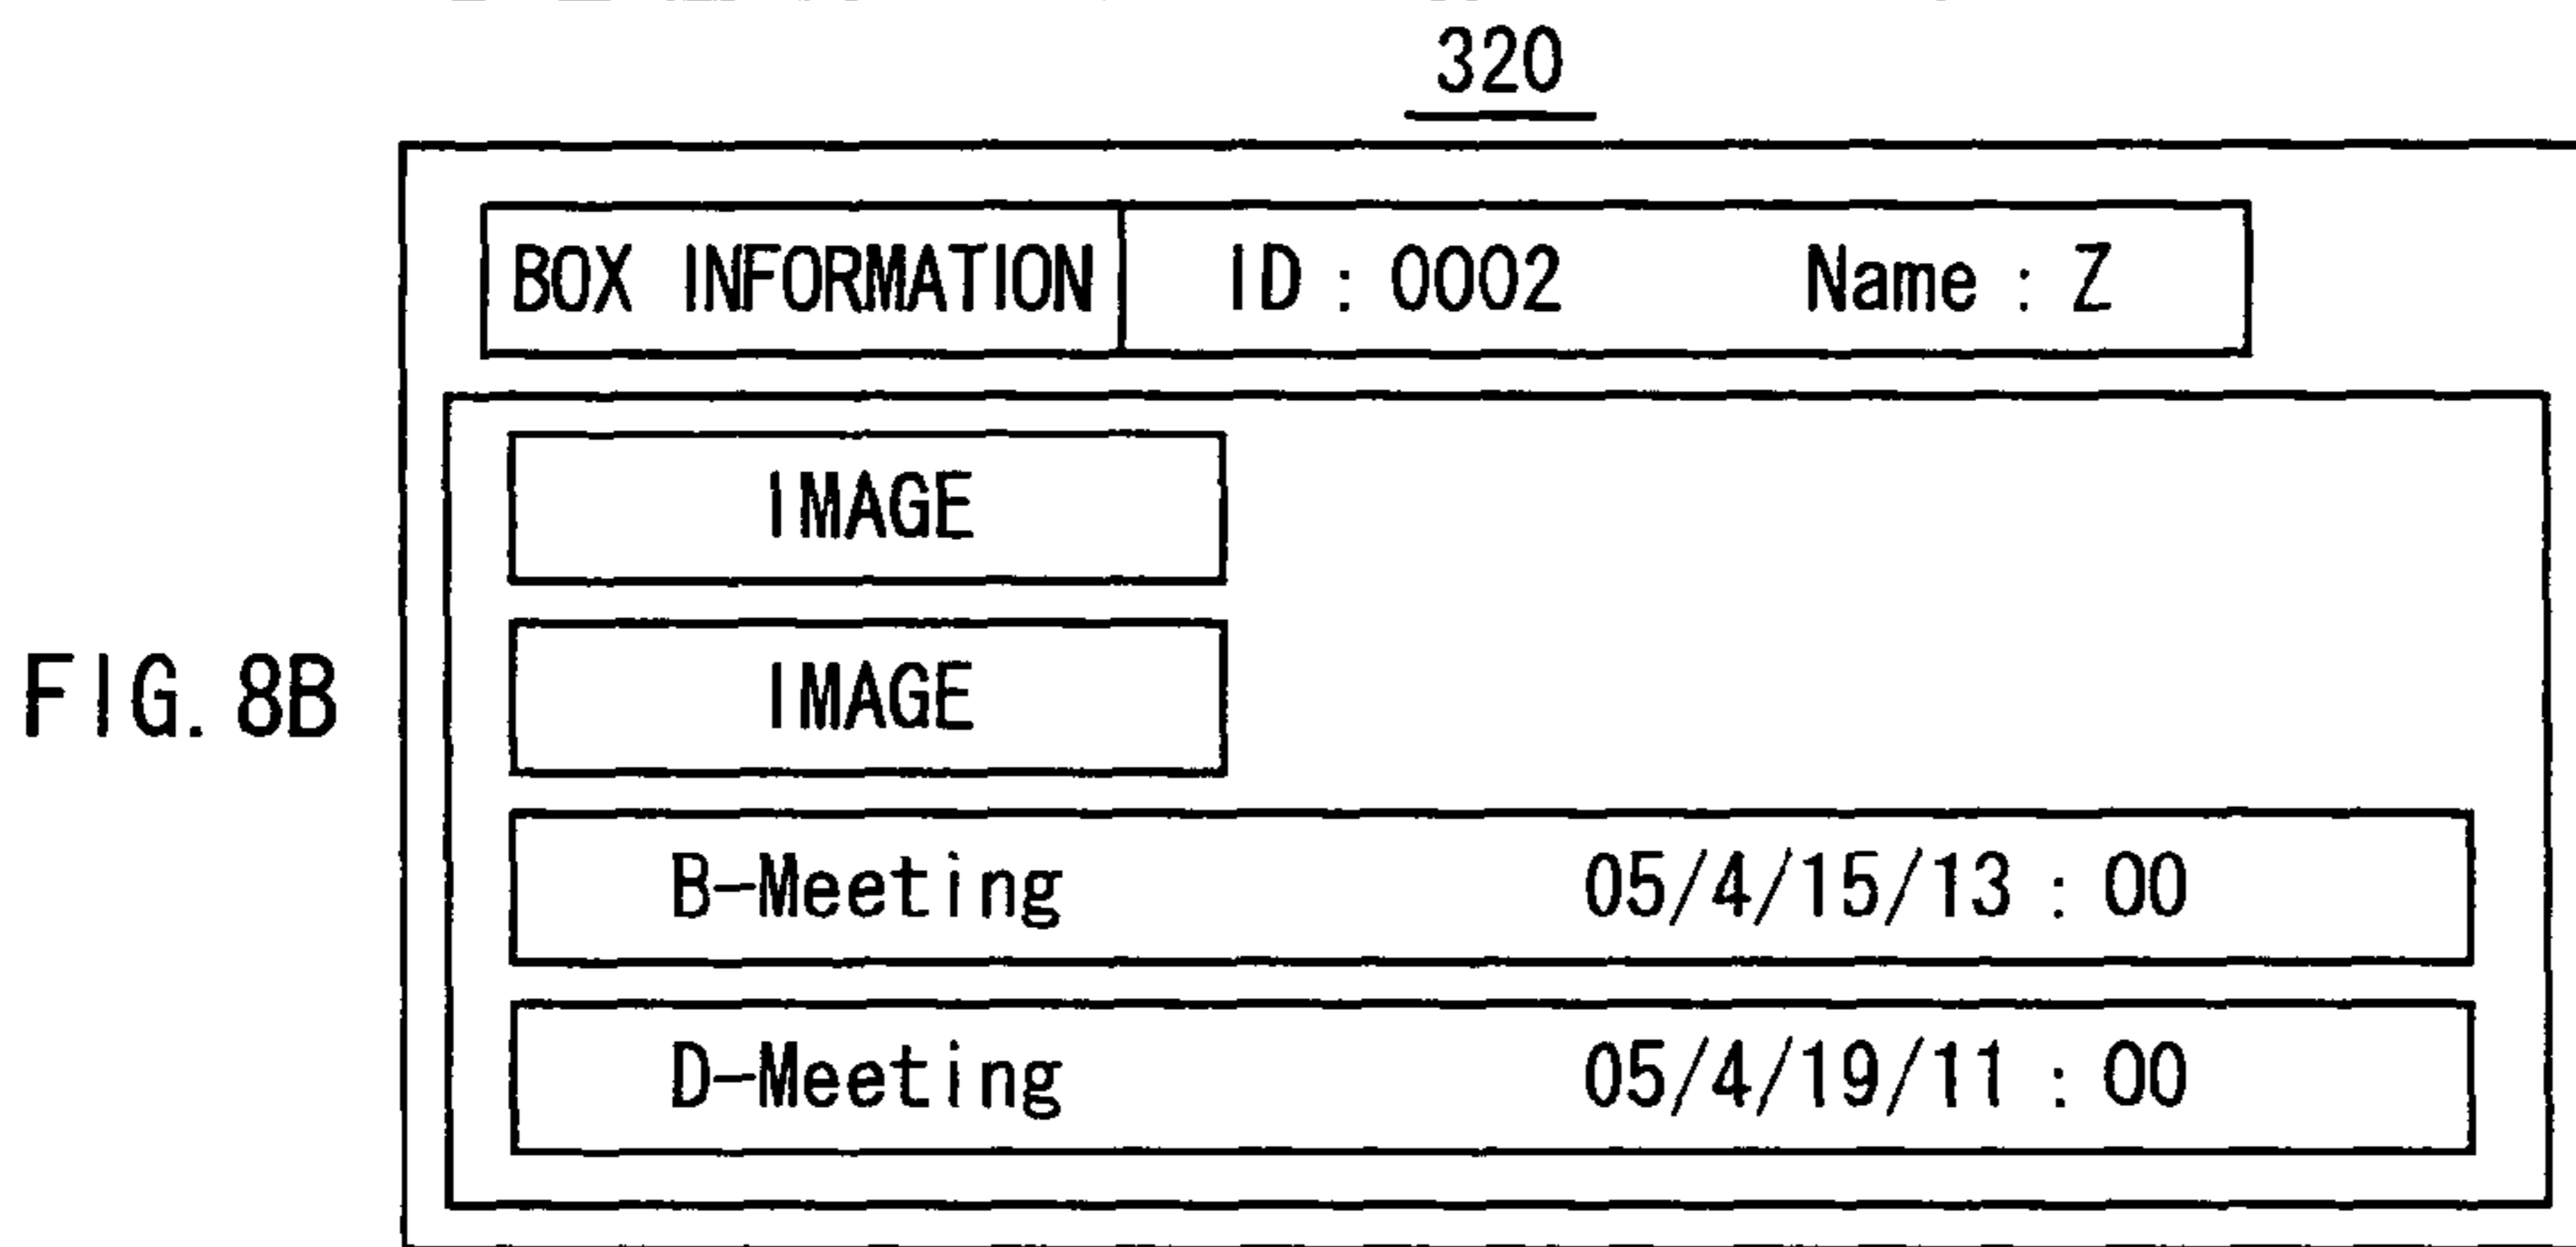 320
BOX INFORMATION ID : 0002 Name : Z
IMAGE
IMAGE
FIG. 8B
B-Meeting 05/4/15/13 : 00
D-Meeting 05/4/19/11 : 00